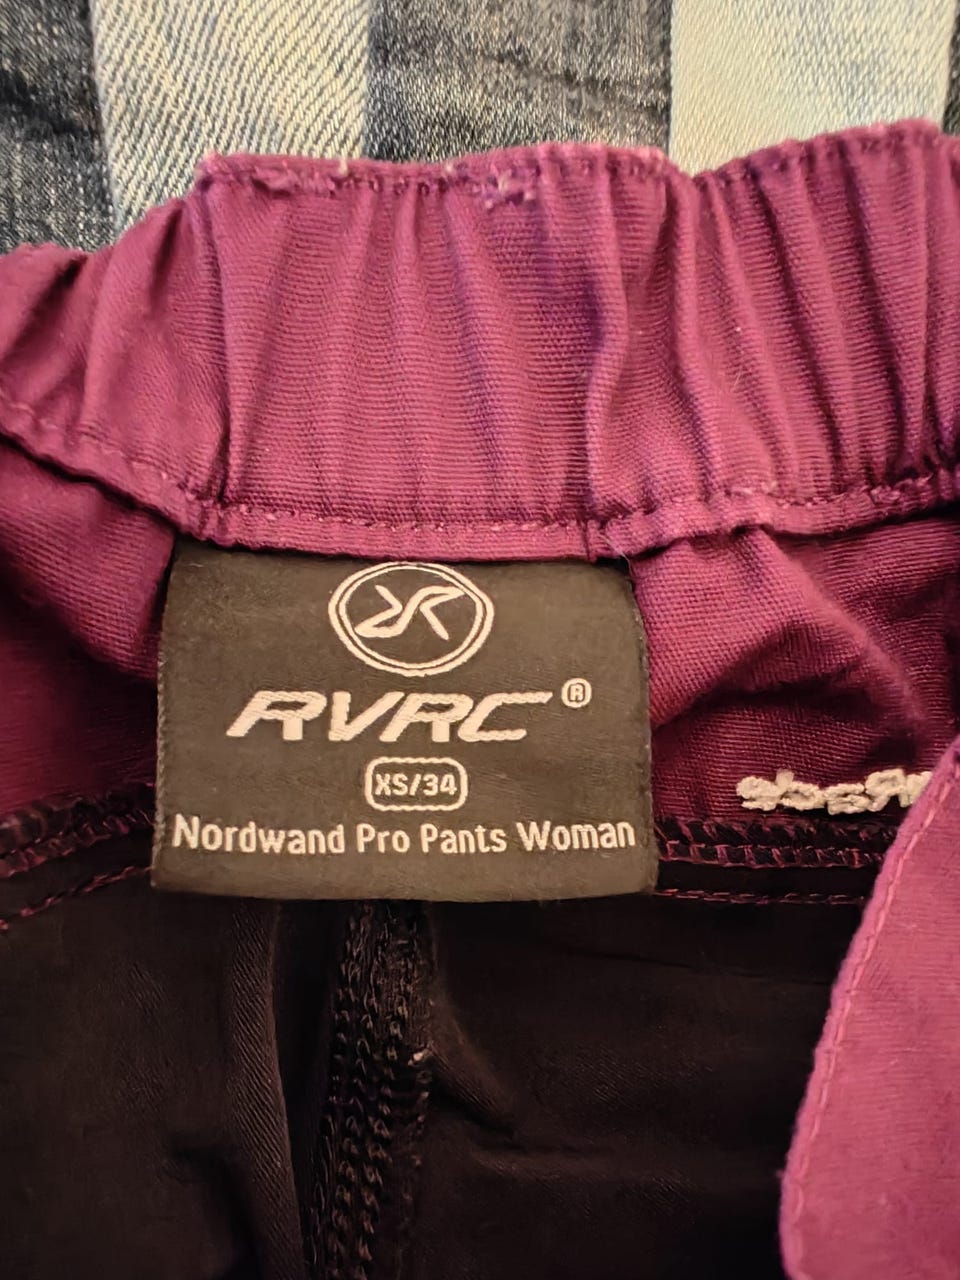 RVRC®
XS/34
Nordwand Pro Pants Woman